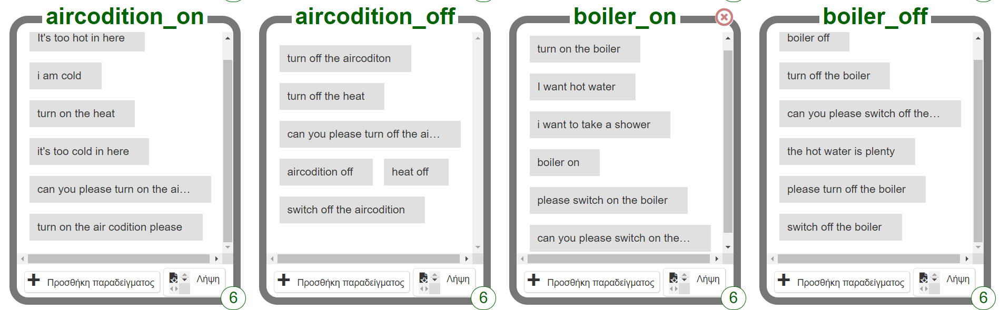 aircodition_on
It's too hot in here
i am cold
turn on the heat
it's too cold in here
can you please turn on the ai…
turn on the air codition please
Προσθήκη παραδείγματος
Λήψη
6
aircodition_off
turn off the aircoditon
turn off the heat
can you please turn off the ai…
aircodition off
heat off
switch off the aircodition
Προσθήκη παραδείγματος
Λήψη
6
boiler_on
turn on the boiler
I want hot water
i want to take a shower
boiler on
please switch on the boiler
can you please switch on the…
Προσθήκη παραδείγματος
Λήψη
6
boiler_off
boiler off
turn off the boiler
can you please switch off the…
the hot water is plenty
please turn off the boiler
switch off the boiler
Προσθήκη παραδείγματος
Λήψη
6